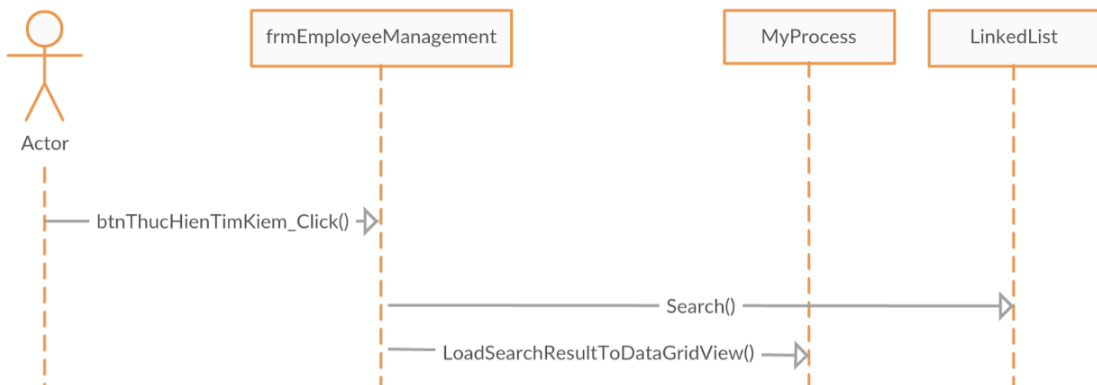 frmEmployeeManagement
MyProcess
LinkedList
Actor
btnThucHienTimKiem_Click()
Search()
LoadSearchResultToDataGridView()